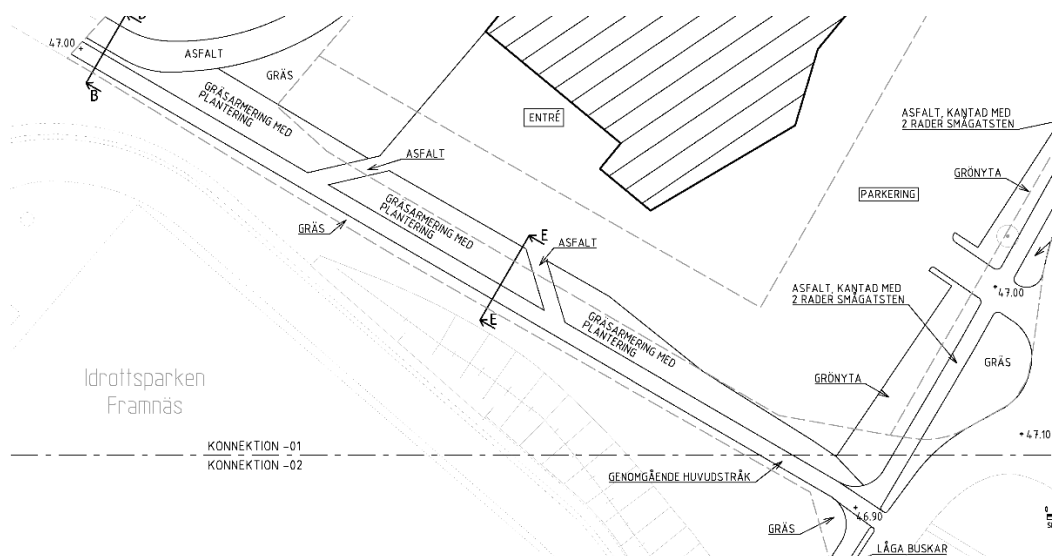 47.00
ASFALT
GRÄS
B
GRÄSARMERING MED
PLANTERING
ENTRÉ
ASFALT, KANTAD MED
2 RADER SMÅGATSTEN
ASFALT
GRÖNYTA
PARKERING
GRÄSARMERING MED
PLANTERING
GRÄS
E
ASFALT
ASFALT, KANTAD MED
2 RADER SMÅGATSTEN
47.00
E
GRÄSARMERING MED
PLANTERING
GRÄS
Idrottsparken
Framnäs
GRÖNYTA
47.10
KONNEKTION -01
KONNEKTION -02
GENOMGÅENDE HUVUDSTRÅK
46.90
GRÄS
LÅGA BUSKAR